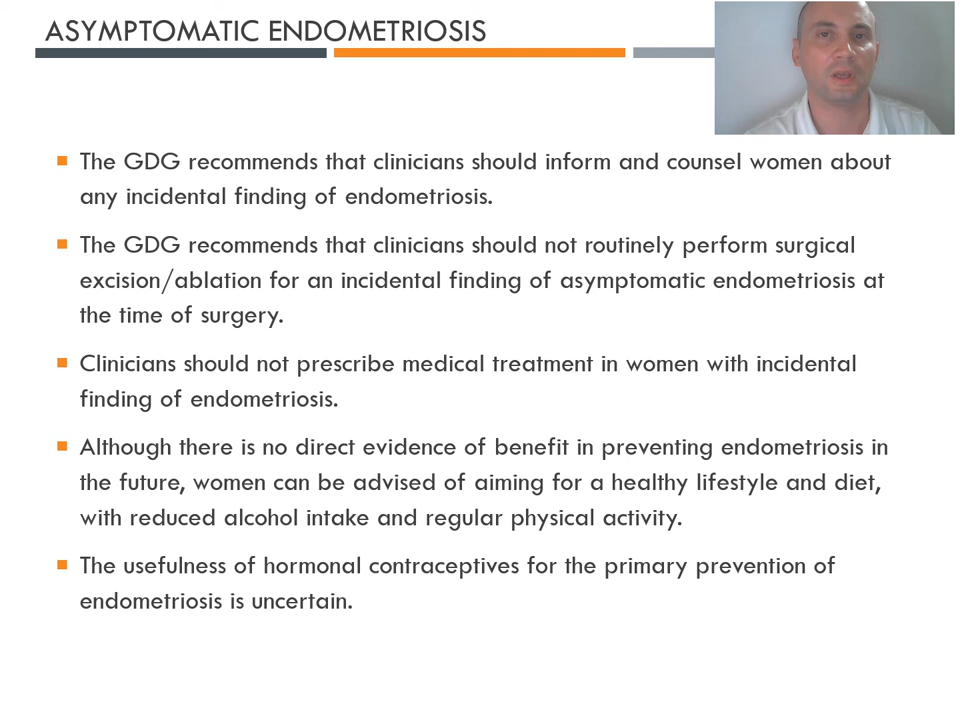 ASYMPTOMATIC ENDOMETRIOSIS
The GDG recommends that clinicians should inform and counsel women about
any incidental finding of endometriosis.
The GDG recommends that clinicians should not routinely perform surgical
excision/ablation for an incidental finding of asymptomatic endometriosis at
the time of surgery.
Clinicians should not prescribe medical treatment in women with incidental
finding of endometriosis.
Although there is no direct evidence of benefit in preventing endometriosis in
the future, women can be advised of aiming for a healthy lifestyle and diet,
with reduced alcohol intake and regular physical activity.
The usefulness of hormonal contraceptives for the primary prevention of
endometriosis is uncertain.